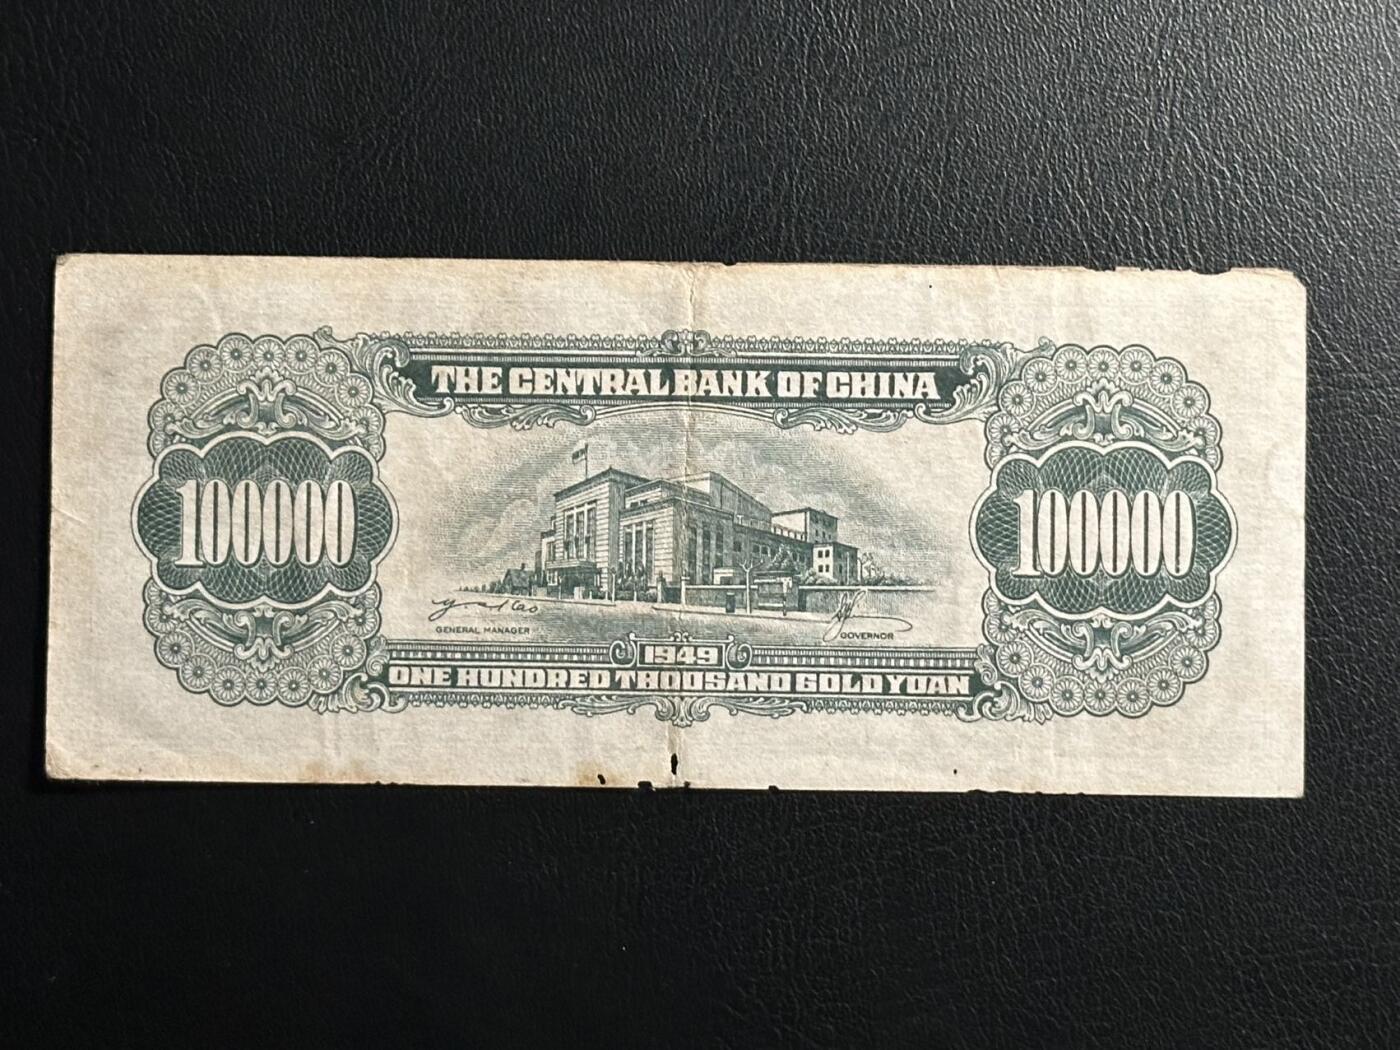 THE CENTRAL BANK OF CHINA
100000
100000
GENERAL MANAGER
GOVERNOR
1949
ONE HUNDRED THOUSAND GOLD YUAN